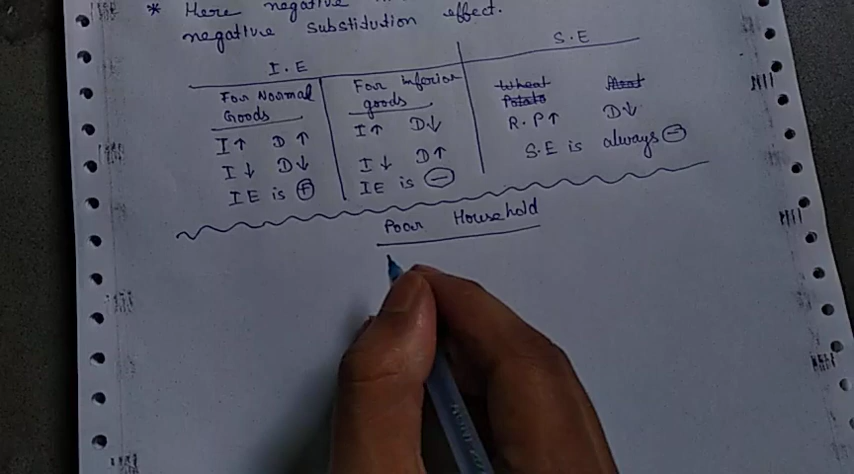 * Here negative
negative substitution effect.
I.E
S.E
For Normal
Goods
I↑ D↑
I↓ D↓
IE is ⊕
For inferior
goods
I↑ D↓
I↓ D↑
IE is ⊖
Wheat
Potato
R.P↑ D↓
S.E is always ⊖
Poor Household